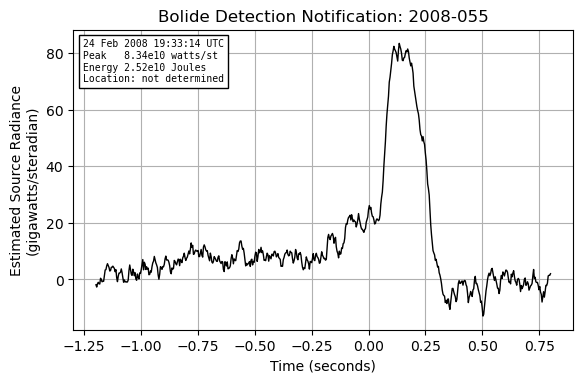 Bolide Detection Notification: 2008-055
24 Feb 2008 19:33:14 UTC
Peak   8.34e10 watts/st
Energy 2.52e10 Joules
Location: not determined
Estimated Source Radiance
(gigawatts/steradian)
80
60
40
20
0
−1.25 −1.00 −0.75 −0.50 −0.25 0.00 0.25 0.50 0.75
Time (seconds)